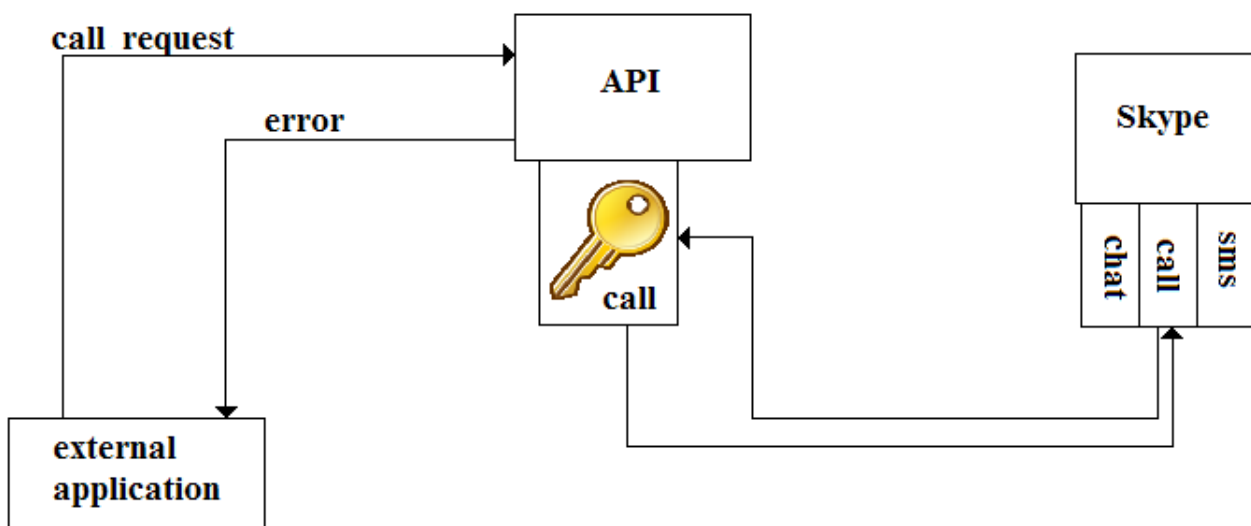 call request
API
Skype
error
call
chat
call
sms
external
application